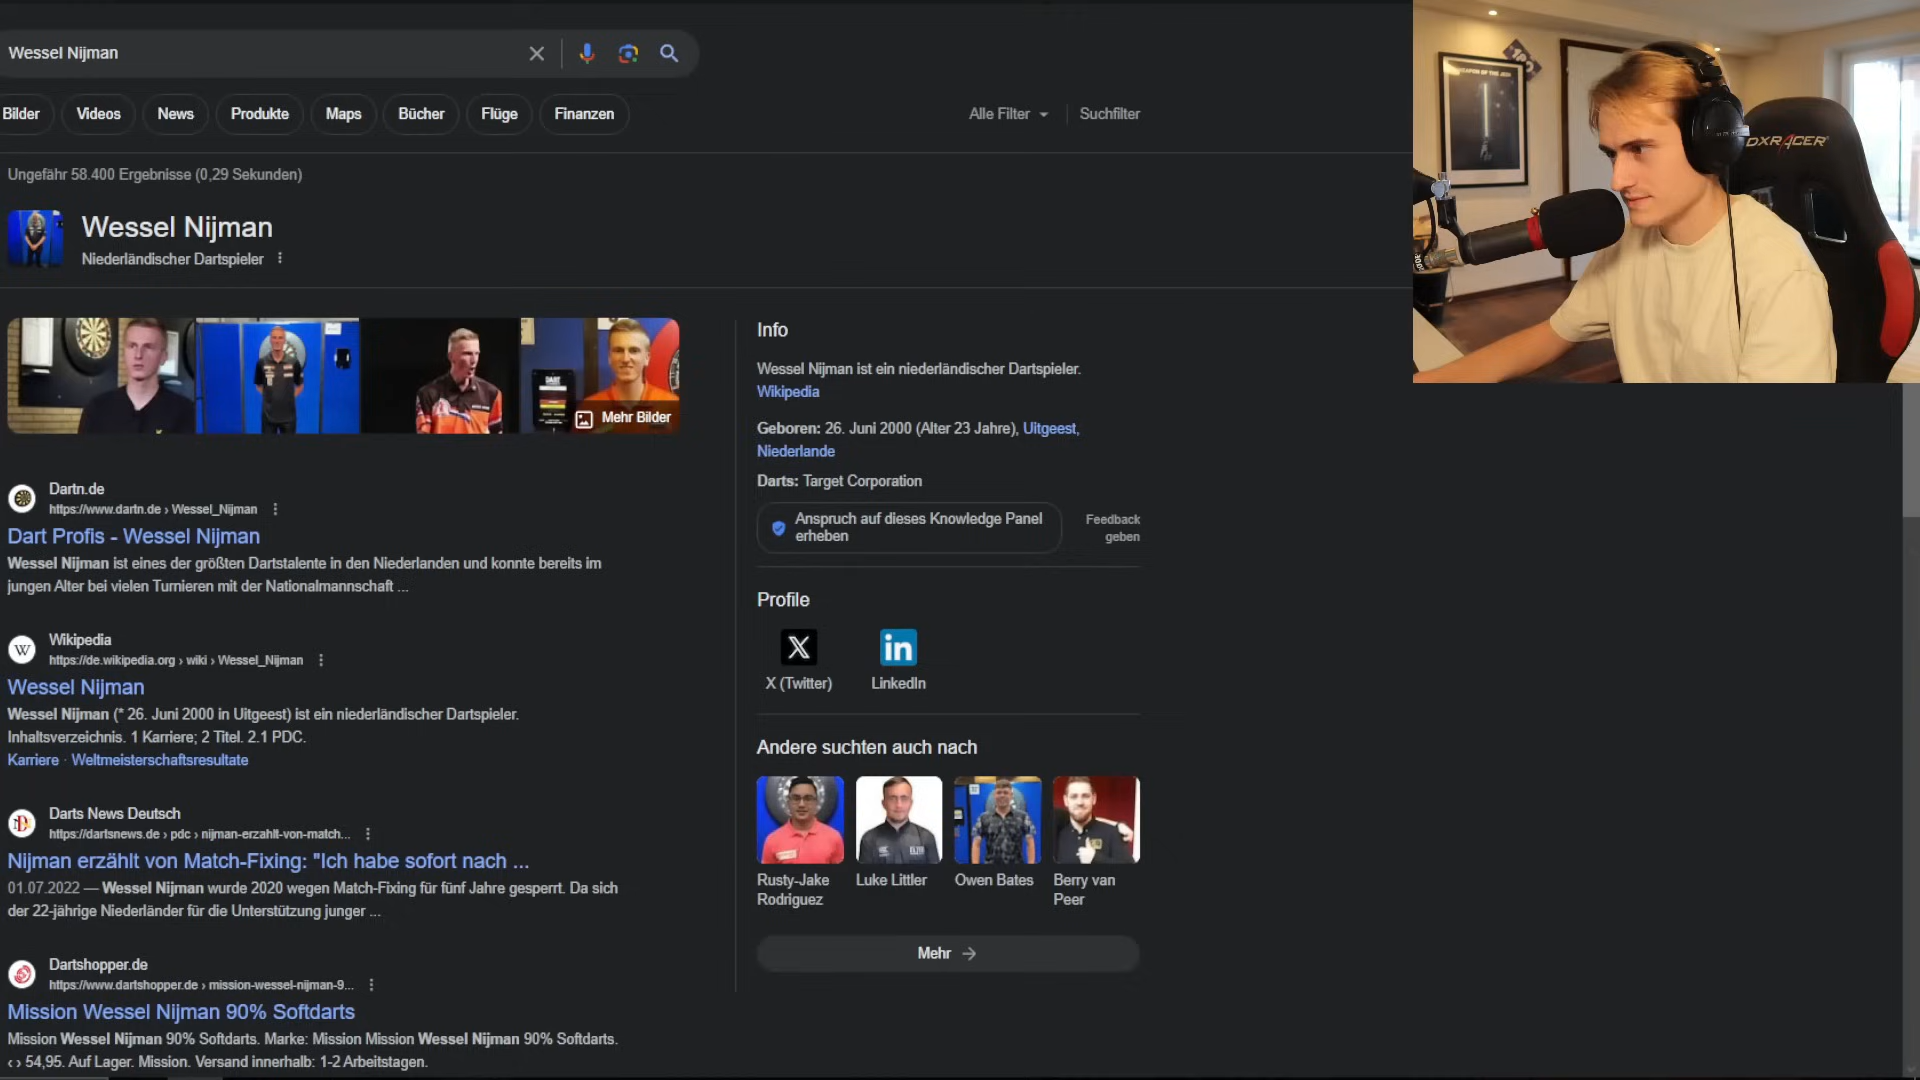 Wessel Nijman
Bilder
Videos
News
Produkte
Maps
Bücher
Flüge
Finanzen
Alle Filter
Suchfilter
Ungefähr 58.400 Ergebnisse (0,29 Sekunden)
Wessel Nijman
Niederländischer Dartspieler
Mehr Bilder
Dartn.de
https://www.dartn.de › Wessel_Nijman
Dart Profis - Wessel Nijman
Wessel Nijman ist eines der größten Dartstalente in den Niederlanden und konnte bereits im
jungen Alter bei vielen Turnieren mit der Nationalmannschaft ...
Wikipedia
https://de.wikipedia.org › wiki › Wessel_Nijman
Wessel Nijman
Wessel Nijman (* 26. Juni 2000 in Uitgeest) ist ein niederländischer Dartspieler.
Inhaltsverzeichnis. 1 Karriere; 2 Titel. 2.1 PDC.
Karriere · Weltmeisterschaftsresultate
Darts News Deutsch
https://dartsnews.de › pdc › nijman-erzahlt-von-match...
Nijman erzählt von Match-Fixing: "Ich habe sofort nach ...
01.07.2022 — Wessel Nijman wurde 2020 wegen Match-Fixing für fünf Jahre gesperrt. Da sich
der 22-jährige Niederländer für die Unterstützung junger ...
Dartshopper.de
https://www.dartshopper.de › mission-wessel-nijman-9...
Mission Wessel Nijman 90% Softdarts
Mission Wessel Nijman 90% Softdarts. Marke: Mission Mission Wessel Nijman 90% Softdarts.
‹ › 54,95. Auf Lager. Mission. Versand innerhalb: 1-2 Arbeitstagen.
Info
Wessel Nijman ist ein niederländischer Dartspieler.
Wikipedia
Geboren: 26. Juni 2000 (Alter 23 Jahre), Uitgeest,
Niederlande
Darts: Target Corporation
Anspruch auf dieses Knowledge Panel
erheben
Feedback
geben
Profile
X (Twitter)
LinkedIn
Andere suchten auch nach
Rusty-Jake
Rodriguez
Luke Littler
Owen Bates
Berry van
Peer
Mehr
WEAPON OF THE JEDI
180
DXRACER